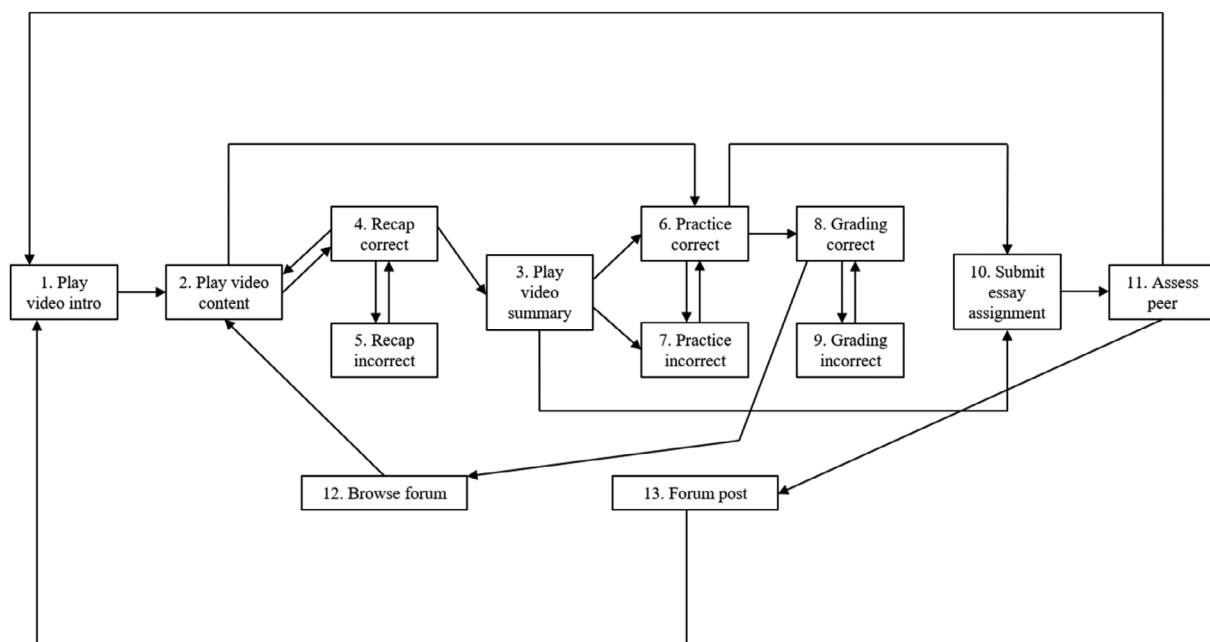 1. Play
video intro
2. Play video
content
4. Recap
correct
5. Recap
incorrect
3. Play
video
summary
6. Practice
correct
7. Practice
incorrect
8. Grading
correct
9. Grading
incorrect
10. Submit
essay
assignment
11. Assess
peer
12. Browse forum
13. Forum post